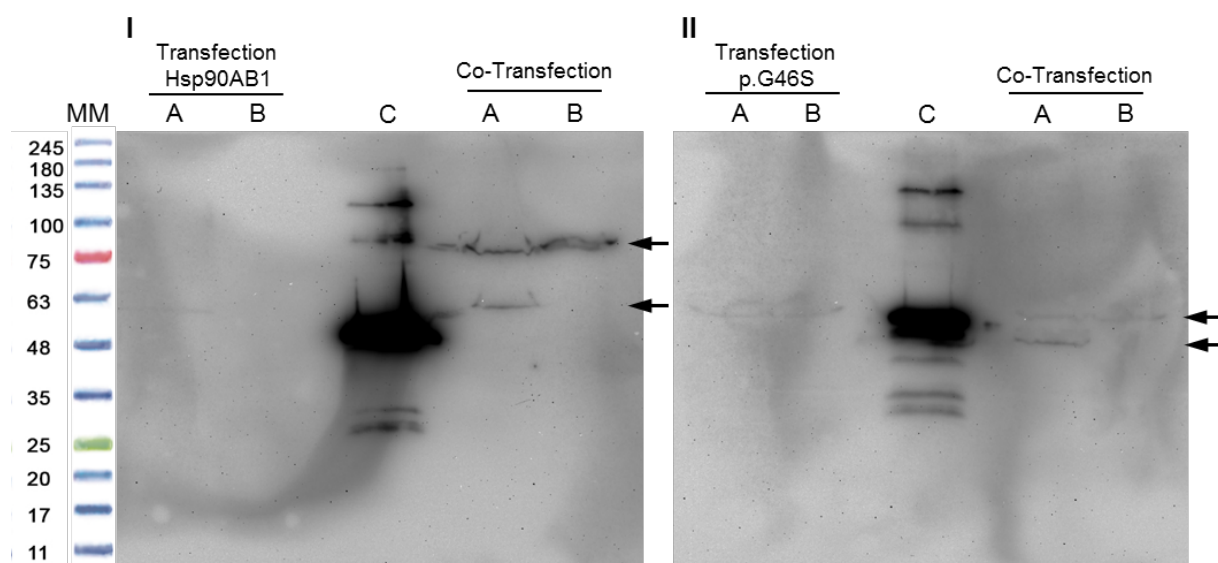 I
II
Transfection
Hsp90AB1
Co-Transfection
Transfection
p.G46S
Co-Transfection
MM A B C A B
A B C A B
245
180
135
100
75
63
48
35
25
20
17
11